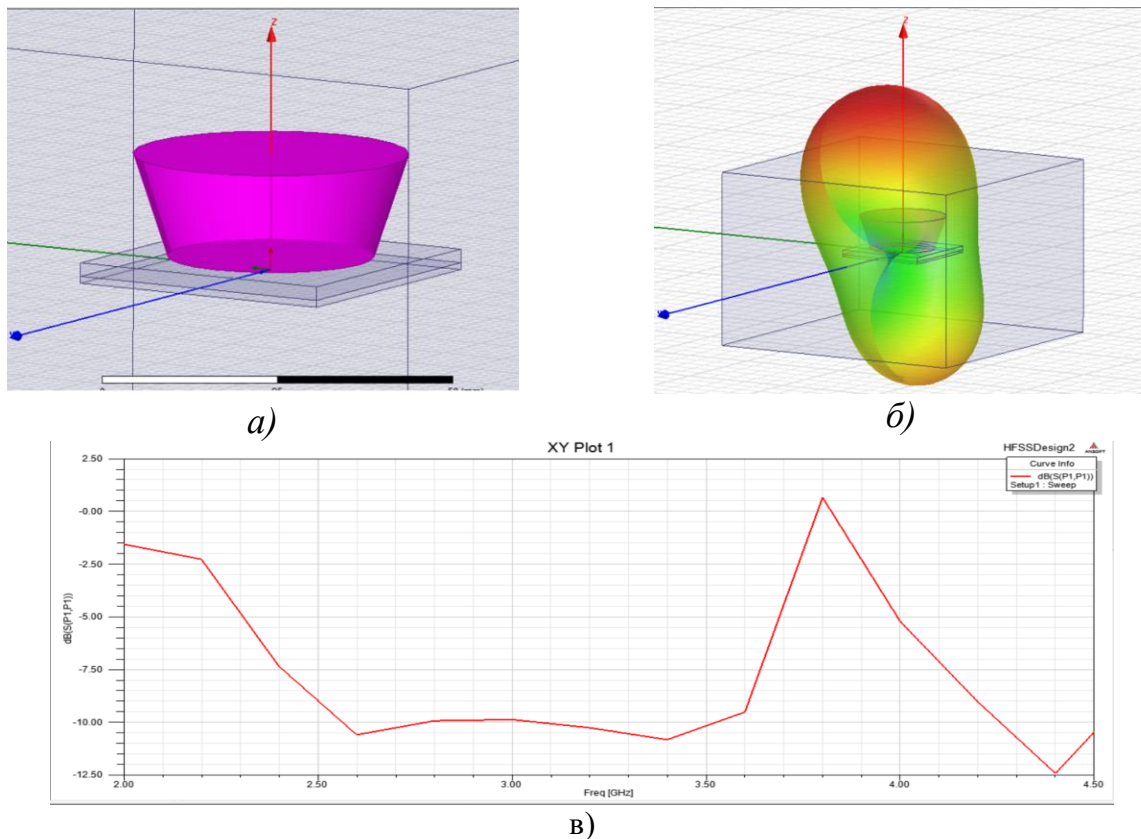 z
z
а)
б)
XY Plot 1
HFSSDesign2
ANSOFT
2.50
Curve Info
dB(S(P1,P1))
Setup1 : Sweep
-0.00
-2.50
-5.00
-7.50
-10.00
-12.50
dB(S(P1,P1))
2.00
2.50
3.00
3.50
4.00
4.50
Freq [GHz]
в)